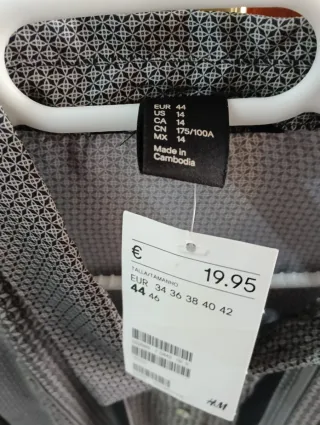 EUR 44
US 14
CA 14
CN 175/100A
MX 14
Made in
Cambodia
€ 19.95
TALLA/TAMANHO
EUR 34 36 38 40 42
44 46
H&M